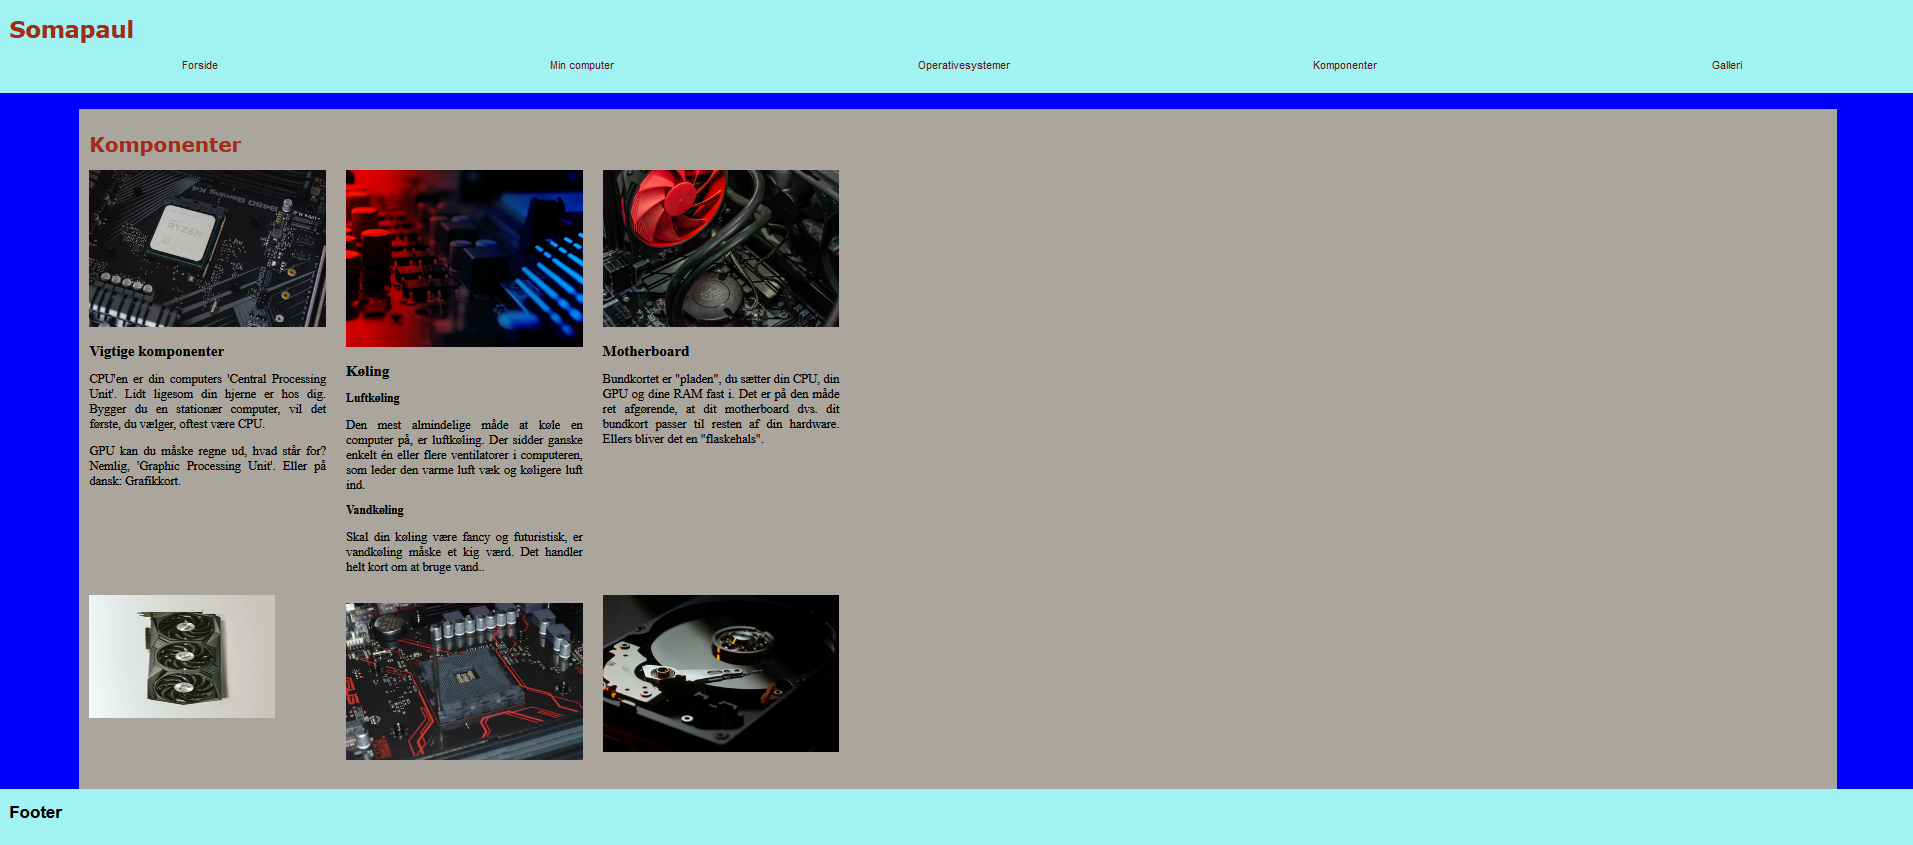 Somapaul
Forside
Min computer
Operativesystemer
Komponenter
Galleri
Komponenter
B450 Gaming K4
RYZEN
Vigtige komponenter
CPU'en er din computers 'Central Processing
Unit'. Lidt ligesom din hjerne er hos dig.
Bygger du en stationær computer, vil det
første, du vælger, oftest være CPU.
GPU kan du måske regne ud, hvad står for?
Nemlig, 'Graphic Processing Unit'. Eller på
dansk: Grafikkort.
Køling
Luftkøling
Den mest almindelige måde at køle en
computer på, er luftkøling. Der sidder ganske
enkelt én eller flere ventilatorer i computeren,
som leder den varme luft væk og køligere luft
ind.
Vandkøling
Skal din køling være fancy og futuristisk, er
vandkøling måske et kig værd. Det handler
helt kort om at bruge vand..
Motherboard
Bundkortet er "pladen", du sætter din CPU, din
GPU og dine RAM fast i. Det er på den måde
ret afgørende, at dit motherboard dvs. dit
bundkort passer til resten af din hardware.
Ellers bliver det en "flaskehals".
Footer